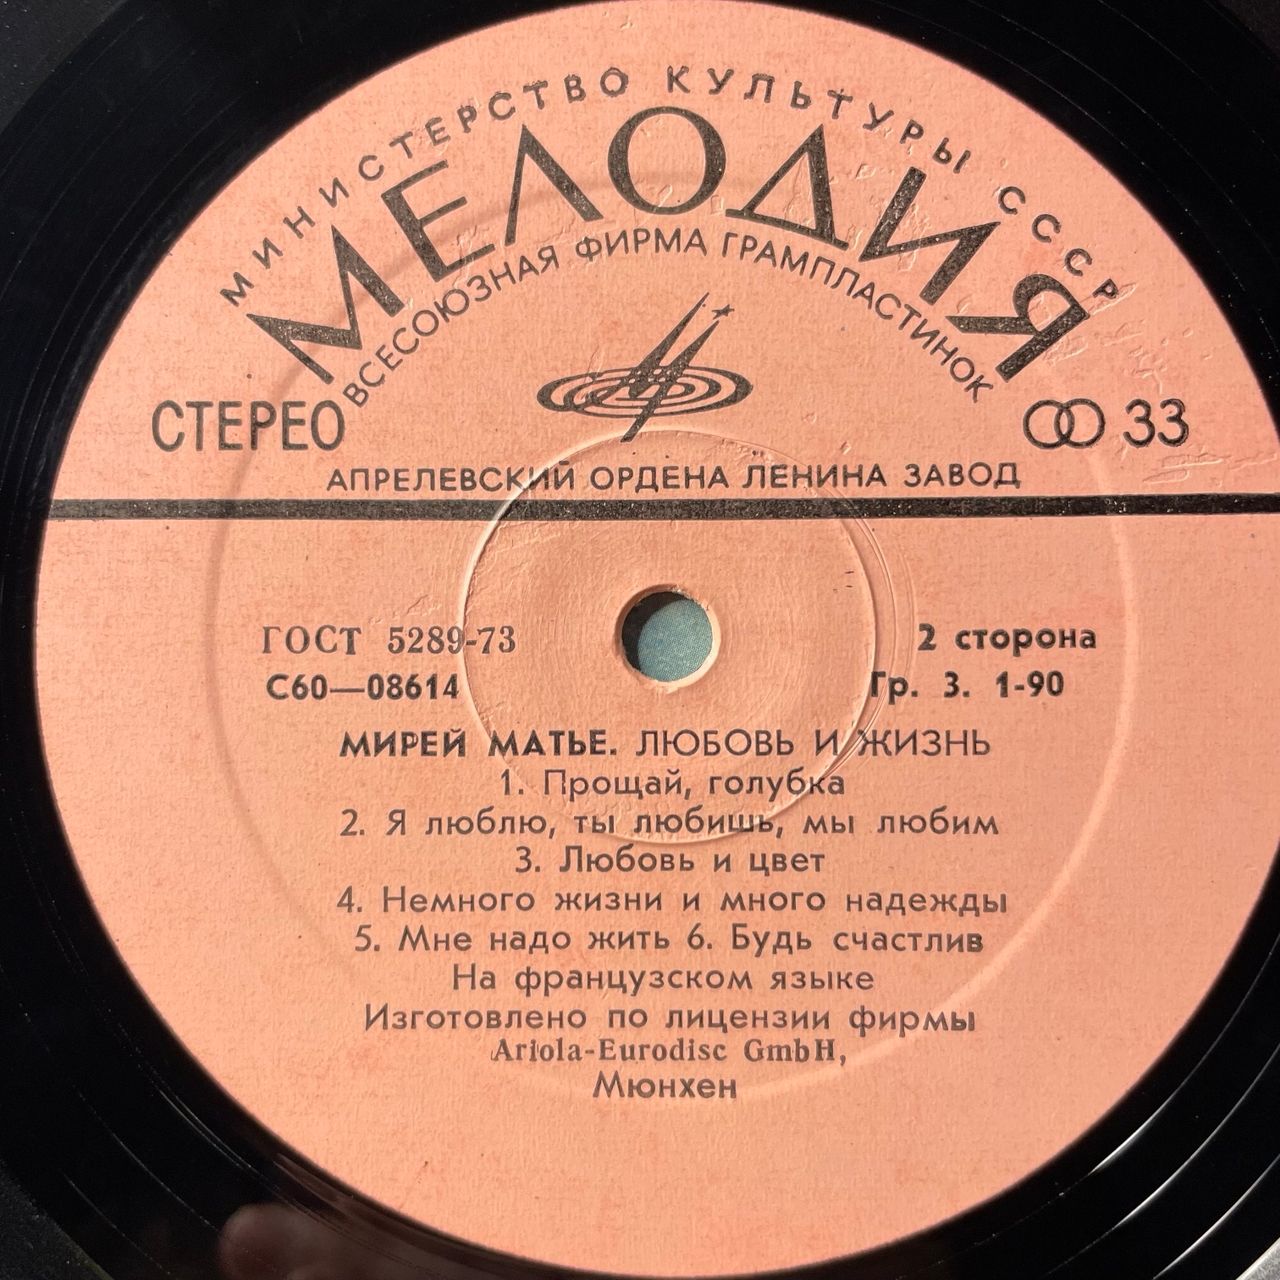 МИНИСТЕРСТВО КУЛЬТУРЫ СССР
МЕЛОДИЯ
ВСЕСОЮЗНАЯ ФИРМА ГРАМПЛАСТИНОК
СТЕРЕО
33
АПРЕЛЕВСКИЙ ОРДЕНА ЛЕНИНА ЗАВОД
ГОСТ 5289-73
2 сторона
С60—08614
Гр. 3. 1-90
МИРЕЙ МАТЬЕ. ЛЮБОВЬ И ЖИЗНЬ
1. Прощай, голубка
2. Я люблю, ты любишь, мы любим
3. Любовь и цвет
4. Немного жизни и много надежды
5. Мне надо жить 6. Будь счастлив
На французском языке
Изготовлено по лицензии фирмы
Ariola-Eurodisc GmbH,
Мюнхен